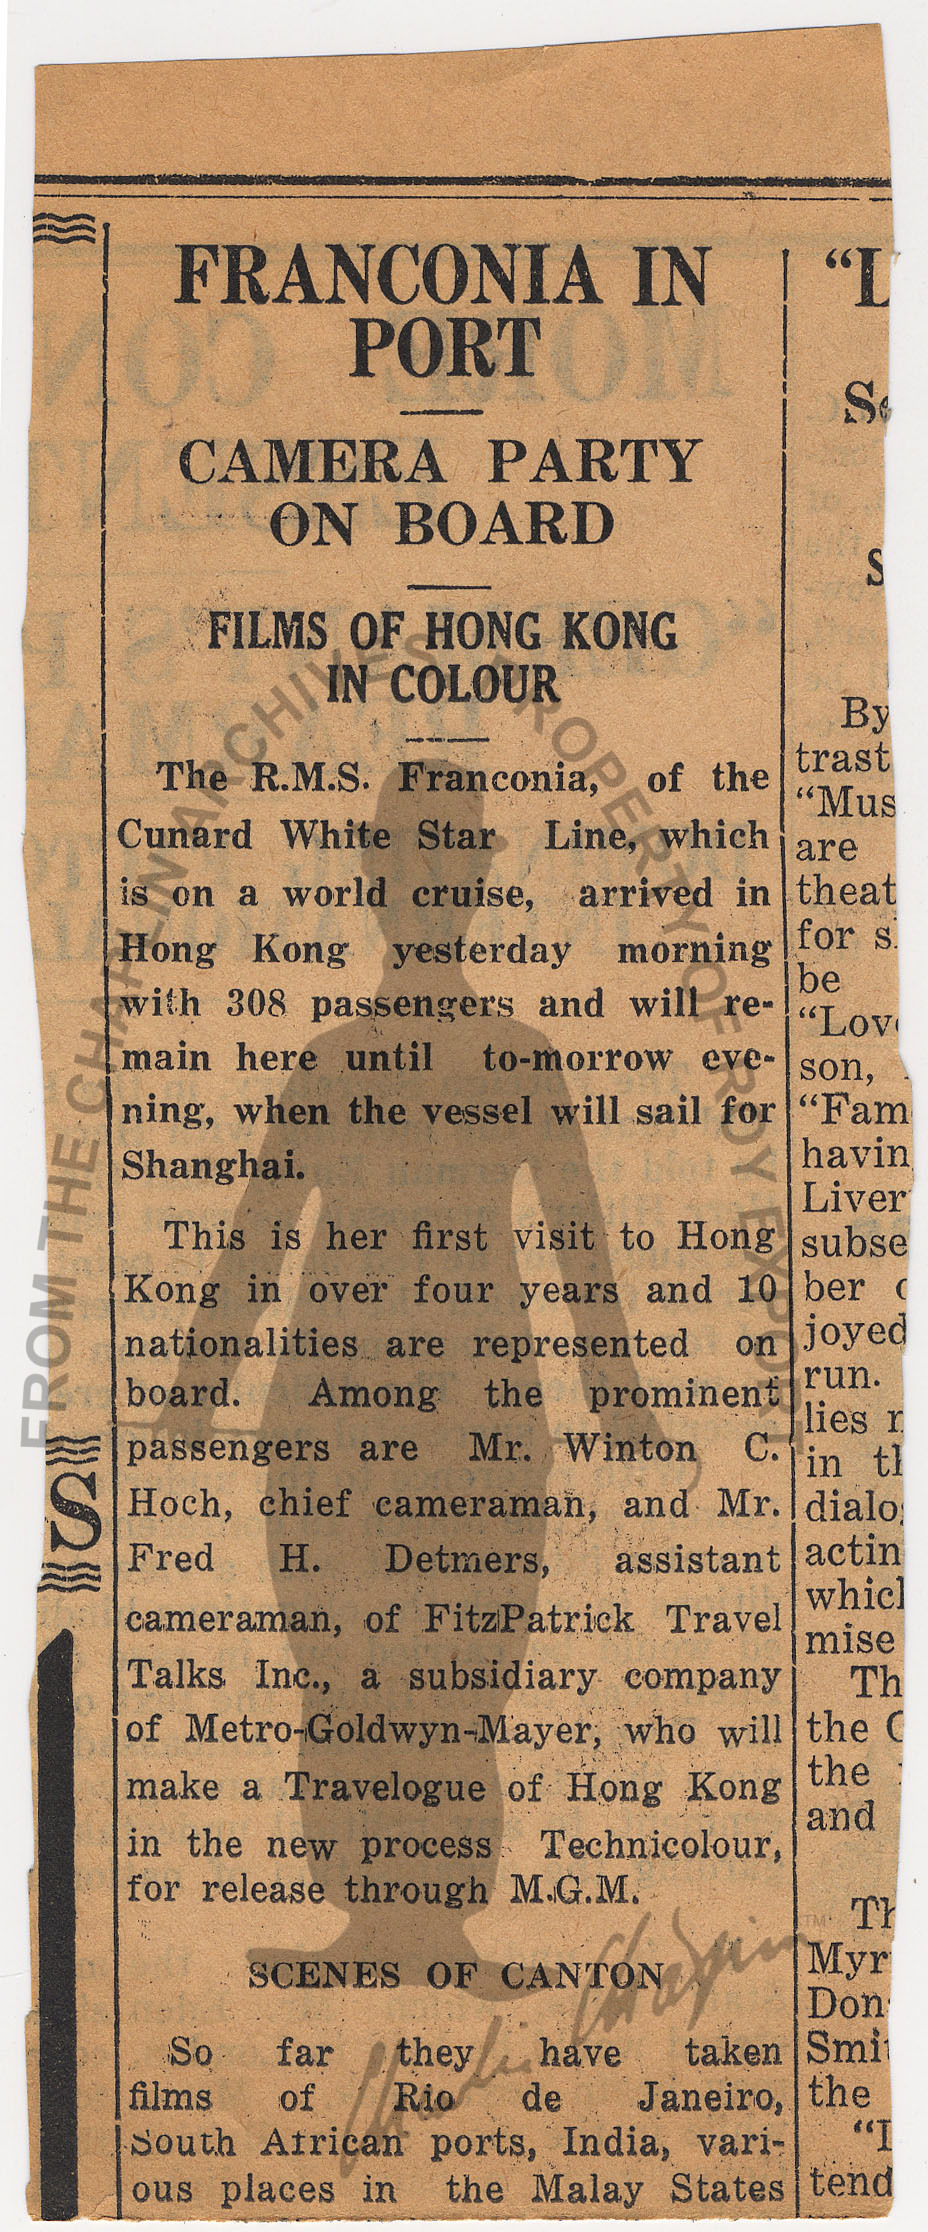 FRANCONIA IN
PORT
CAMERA PARTY
ON BOARD
FILMS OF HONG KONG
IN COLOUR
The R.M.S. Franconia, of the
Cunard White Star Line, which
is on a world cruise, arrived in
Hong Kong yesterday morning
with 308 passengers and will re-
main here until to-morrow eve-
ning, when the vessel will sail for
Shanghai.
This is her first visit to Hong
Kong in over four years and 10
nationalities are represented on
board. Among the prominent
passengers are Mr. Winton C.
Hoch, chief cameraman, and Mr.
Fred H. Detmers, assistant
cameraman, of FitzPatrick Travel
Talks Inc., a subsidiary company
of Metro-Goldwyn-Mayer, who will
make a Travelogue of Hong Kong
in the new process Technicolour,
for release through M.G.M.
SCENES OF CANTON
So far they have taken
films of Rio de Janeiro,
South African ports, India, vari-
ous places in the Malay States
"L
S
By
trast
"Mus
are
theat
for s
be
"Lov
son,
"Fam
havin
Liver
subse
ber
joyed
run.
lies
in
dialo
actin
which
mise
Th
the
the
and
Th
Myr
Don
Smi
the
tend
S
FROM THE CHAPLIN ARCHIVES PROPERTY OF ROY EXPORT
Charlie Chaplin
TM